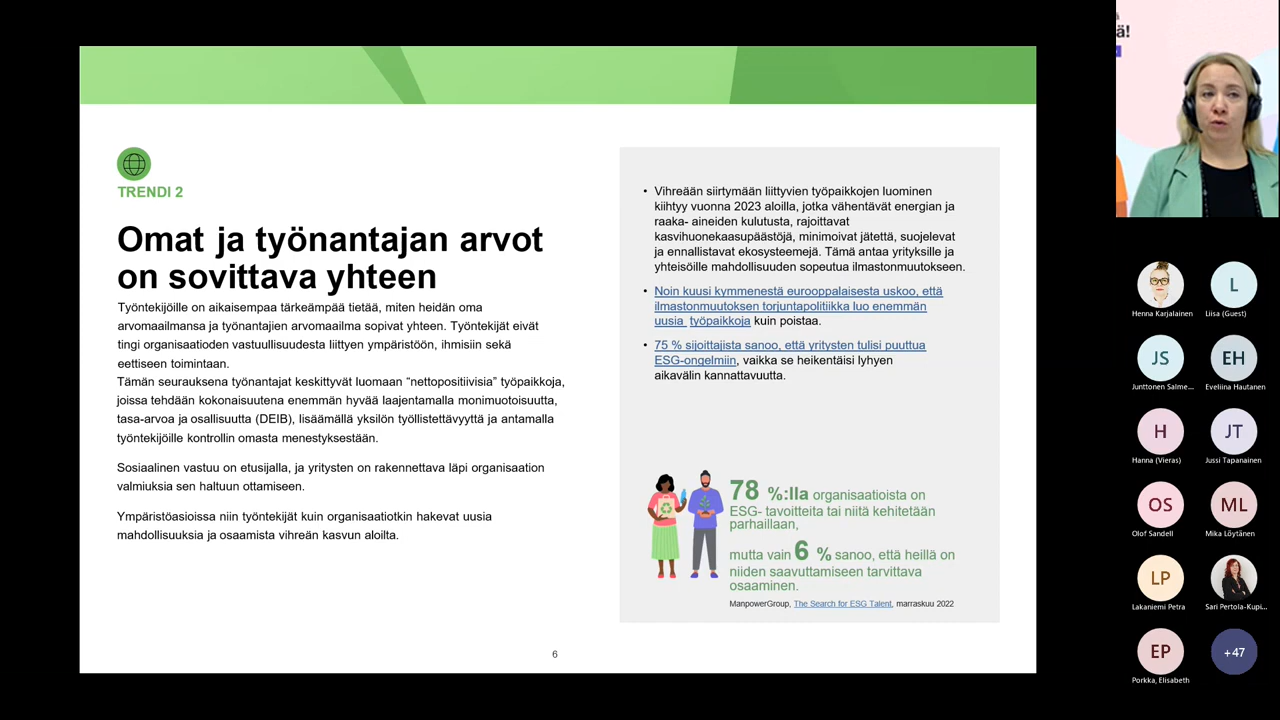 TRENDI 2
Omat ja työnantajan arvot
on sovittava yhteen
Työntekijöille on aikaisempaa tärkeämpää tietää, miten heidän oma
arvomaailmansa ja työnantajien arvomaailma sopivat yhteen. Työntekijät eivät
tingi organisaatioden vastuullisuudesta liittyen ympäristöön, ihmisiin sekä
eettiseen toimintaan.
Tämän seurauksena työnantajat keskittyvät luomaan “nettopositiivisia” työpaikkoja,
joissa tehdään kokonaisuutena enemmän hyvää laajentamalla monimuotoisuutta,
tasa-arvoa ja osallisuutta (DEIB), lisäämällä yksilön työllistettävyyttä ja antamalla
työntekijöille kontrollin omasta menestyksestään.
Sosiaalinen vastuu on etusijalla, ja yritysten on rakennettava läpi organisaation
valmiuksia sen haltuun ottamiseen.
Ympäristöasioissa niin työntekijät kuin organisaatiotkin hakevat uusia
mahdollisuuksia ja osaamista vihreän kasvun aloilta.
• Vihreään siirtymään liittyvien työpaikkojen luominen
kiihtyy vuonna 2023 aloilla, jotka vähentävät energian ja
raaka- aineiden kulutusta, rajoittavat
kasvihuonekaasupäästöjä, minimoivat jätettä, suojelevat
ja ennallistavat ekosysteemejä. Tämä antaa yrityksille ja
yhteisöille mahdollisuuden sopeutua ilmastonmuutokseen.
• Noin kuusi kymmenestä eurooppalaisesta uskoo, että
ilmastonmuutoksen torjuntapolitiikka luo enemmän
uusia työpaikkoja kuin poistaa.
• 75 % sijoittajista sanoo, että yritysten tulisi puuttua
ESG-ongelmiin, vaikka se heikentäisi lyhyen
aikavälin kannattavuutta.
78 %:lla organisaatioista on
ESG- tavoitteita tai niitä kehitetään
parhaillaan,
mutta vain 6 % sanoo, että heillä on
niiden saavuttamiseen tarvittava
osaaminen.
ManpowerGroup, The Search for ESG Talent, marraskuu 2022
6
ä!
Henna Karjalainen
L
Liisa (Guest)
JS
Junttonen Salme...
EH
Eveliina Hautanen
H
Hanna (Vieras)
JT
Jussi Tapanainen
OS
Olof Sandell
ML
Mika Löytänen
LP
Lakaniemi Petra
Sari Pertola-Kupi...
EP
Porkka, Elisabeth
+47